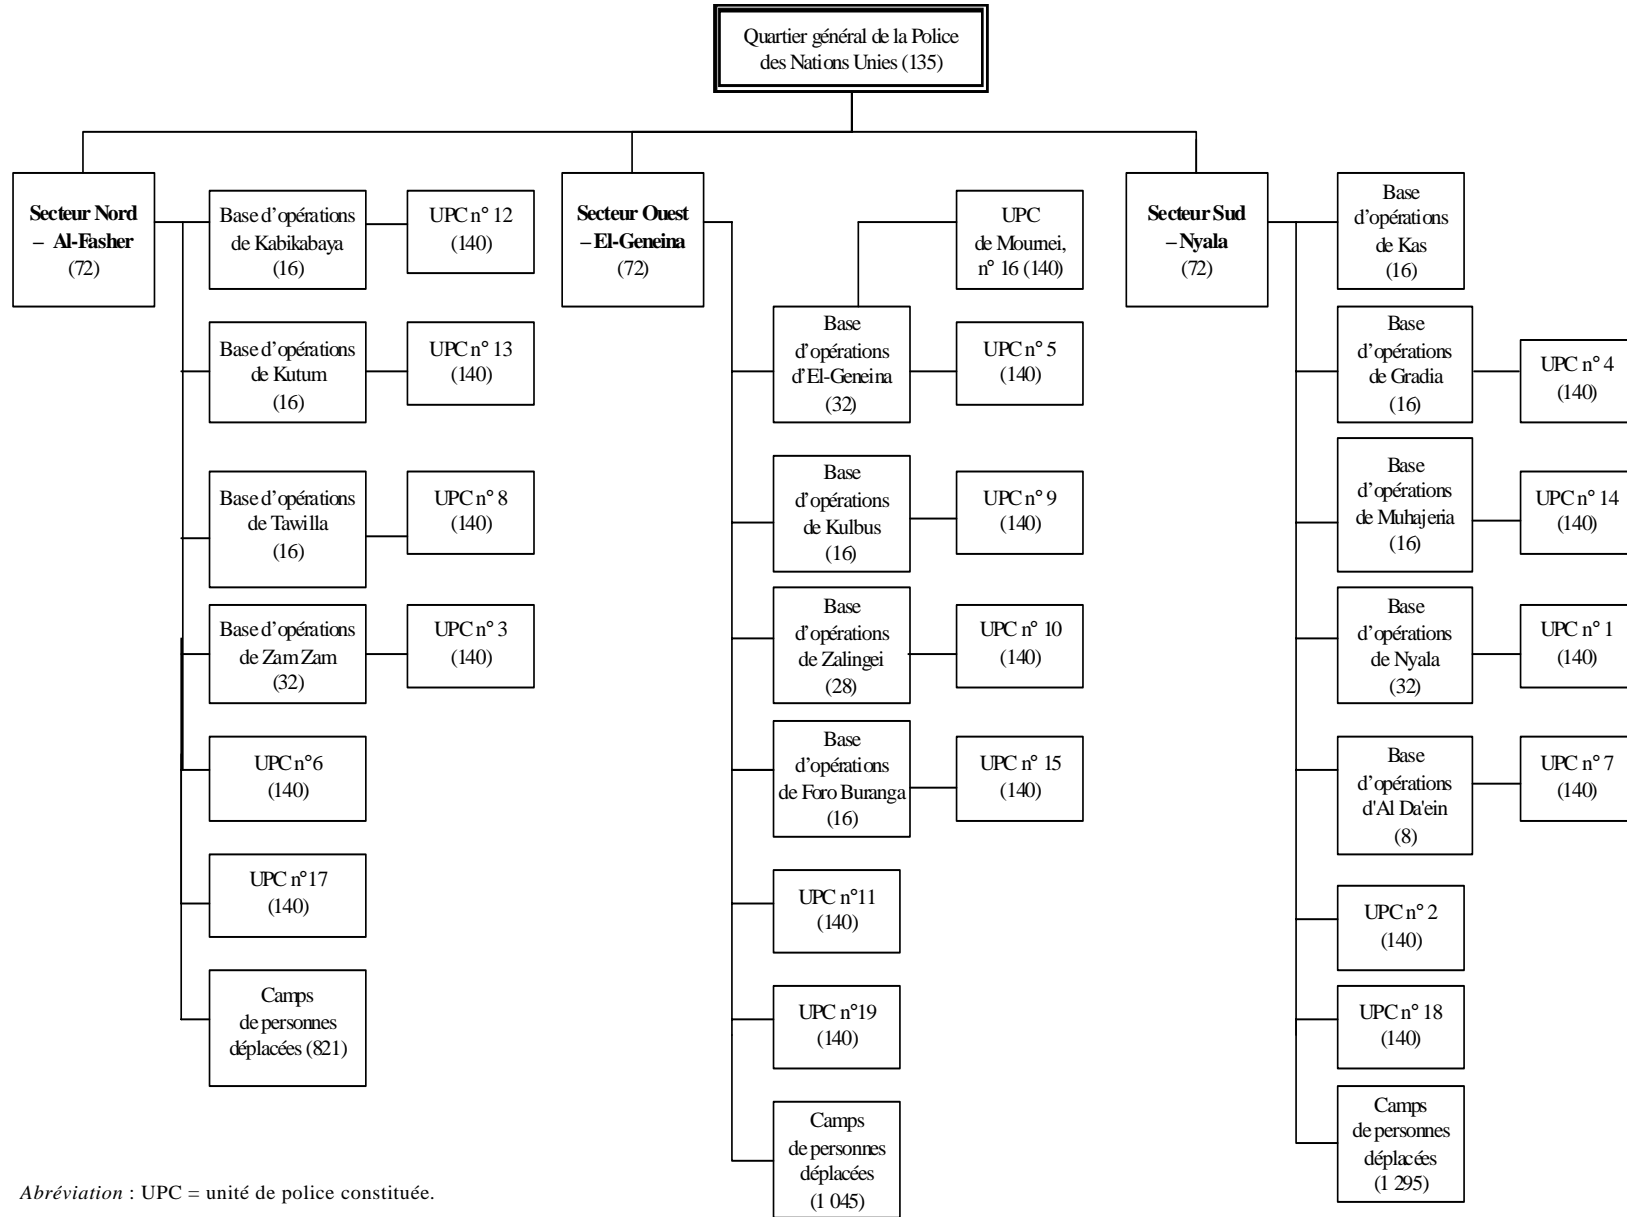 Quartier général de la Police
des Nations Unies (135)
Secteur Nord
– Al-Fasher
(72)
Base d'opérations
de Kabikabaya
(16)
UPC n° 12
(140)
Base d'opérations
de Kutum
(16)
UPC n° 13
(140)
Base d'opérations
de Tawilla
(16)
UPC n° 8
(140)
Base d'opérations
de Zam Zam
(32)
UPC n° 3
(140)
UPC n°6
(140)
UPC n°17
(140)
Camps
de personnes
déplacées (821)
Secteur Ouest
– El-Geneina
(72)
UPC
de Mournei,
n° 16 (140)
Base
d'opérations
d'El-Geneina
(32)
UPC n° 5
(140)
Base
d'opérations
de Kulbus
(16)
UPC n° 9
(140)
Base
d'opérations
de Zalingei
(28)
UPC n° 10
(140)
Base
d'opérations
de Foro Buranga
(16)
UPC n° 15
(140)
UPC n°11
(140)
UPC n°19
(140)
Camps
de personnes
déplacées
(1 045)
Secteur Sud
– Nyala
(72)
Base
d'opérations
de Kas
(16)
Base
d'opérations
de Gradia
(16)
UPC n° 4
(140)
Base
d'opérations
de Muhajeria
(16)
UPC n° 14
(140)
Base
d'opérations
de Nyala
(32)
UPC n° 1
(140)
Base
d'opérations
d'Al Da'ein
(8)
UPC n° 7
(140)
UPC n° 2
(140)
UPC n° 18
(140)
Camps
de personnes
déplacées
(1 295)
Abréviation : UPC = unité de police constituée.